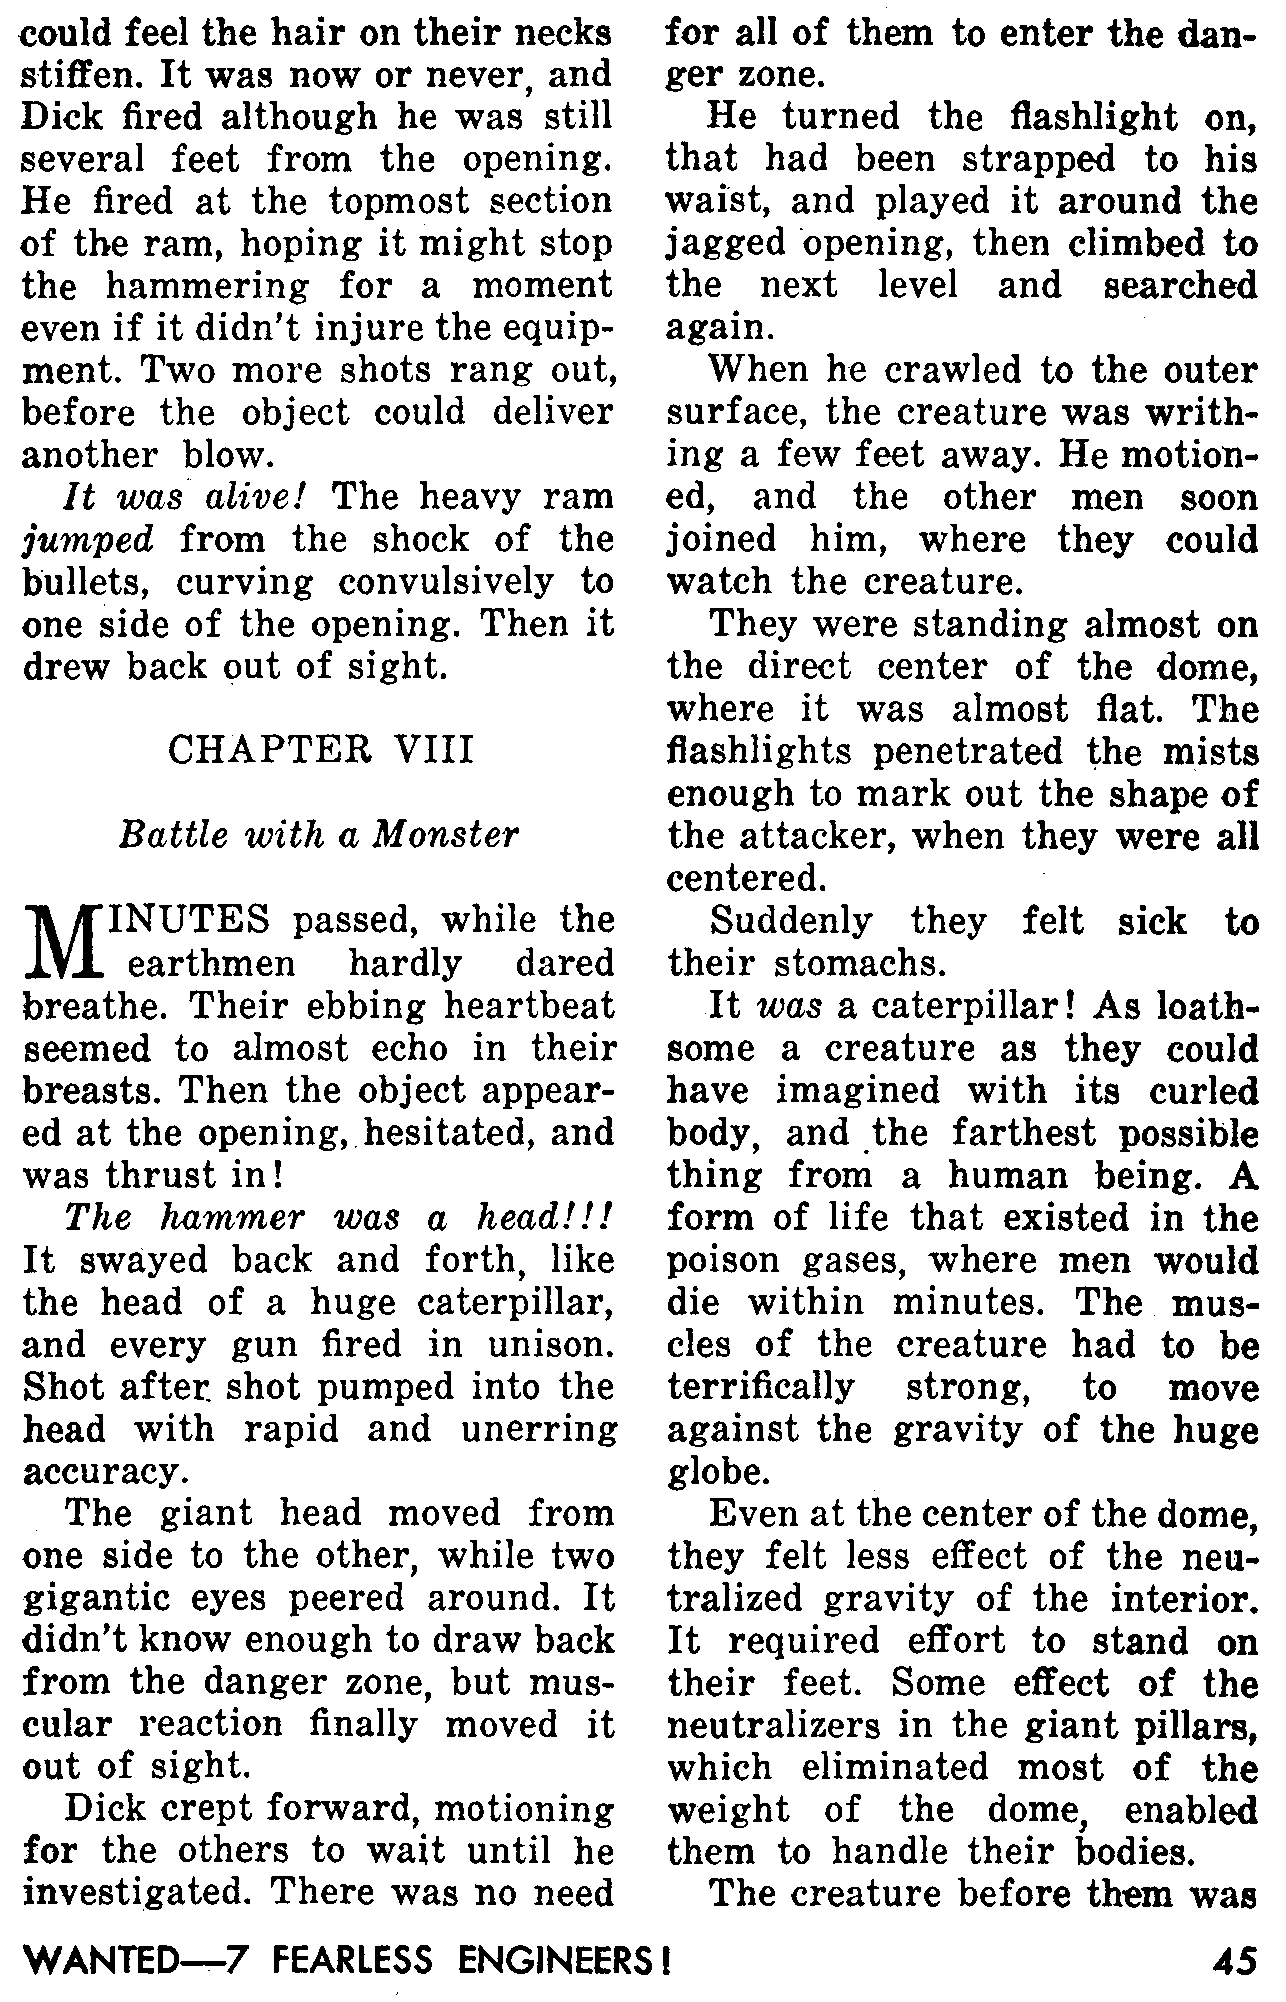 could feel the hair on their necks
stiffen. It was now or never, and
Dick fired although he was still
several feet from the opening.
He fired at the topmost section
of the ram, hoping it might stop
the hammering for a moment
even if it didn't injure the equip-
ment. Two more shots rang out,
before the object could deliver
another blow.
It was alive! The heavy ram
jumped from the shock of the
bullets, curving convulsively to
one side of the opening. Then it
drew back out of sight.
CHAPTER VIII
Battle with a Monster
MINUTES passed, while the
earthmen hardly dared
breathe. Their ebbing heartbeat
seemed to almost echo in their
breasts. Then the object appear-
ed at the opening, hesitated, and
was thrust in!
The hammer was a head!!!
It swayed back and forth, like
the head of a huge caterpillar,
and every gun fired in unison.
Shot after shot pumped into the
head with rapid and unerring
accuracy.
The giant head moved from
one side to the other, while two
gigantic eyes peered around. It
didn't know enough to draw back
from the danger zone, but mus-
cular reaction finally moved it
out of sight.
Dick crept forward, motioning
for the others to wait until he
investigated. There was no need
for all of them to enter the dan-
ger zone.
He turned the flashlight on,
that had been strapped to his
waist, and played it around the
jagged opening, then climbed to
the next level and searched
again.
When he crawled to the outer
surface, the creature was writh-
ing a few feet away. He motion-
ed, and the other men soon
joined him, where they could
watch the creature.
They were standing almost on
the direct center of the dome,
where it was almost flat. The
flashlights penetrated the mists
enough to mark out the shape of
the attacker, when they were all
centered.
Suddenly they felt sick to
their stomachs.
It was a caterpillar! As loath-
some a creature as they could
have imagined with its curled
body, and the farthest possible
thing from a human being. A
form of life that existed in the
poison gases, where men would
die within minutes. The mus-
cles of the creature had to be
terrifically strong, to move
against the gravity of the huge
globe.
Even at the center of the dome,
they felt less effect of the neu-
tralized gravity of the interior.
It required effort to stand on
their feet. Some effect of the
neutralizers in the giant pillars,
which eliminated most of the
weight of the dome, enabled
them to handle their bodies.
The creature before them was
WANTED—7 FEARLESS ENGINEERS! 45